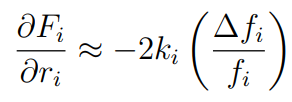 ∂F_i/∂r_i ≈ −2k_i (Δf_i/f_i)